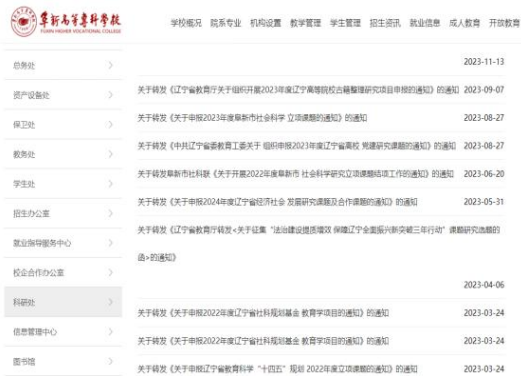 阜新高等专科学校
FUXIN HIGHER VOCATIONAL COLLEGE
学校概况 院系专业 机构设置 教学管理 学生管理 招生资讯 就业信息 成人教育 开放教育
总务处
资产设备处
保卫处
教务处
学生处
招生办公室
就业指导服务中心
校企合作办公室
科研处
信息管理中心
图书馆
2023-11-13
关于转发《辽宁省教育厅关于组织开展2023年度辽宁高等院校古籍整理研究项目申报的通知》的通知 2023-09-07
关于转发《关于申报2023年度阜新市社会科学 立项课题的通知》的通知 2023-08-27
关于转发《中共辽宁省委教育工委关于 组织申报2023年度辽宁省高校 党建研究课题的通知》的通知 2023-08-27
关于转发阜新市社科联《关于开展2022年度阜新市 社会科学研究立项课题结项工作的通知》的通知 2023-06-20
关于转发《关于申报2024年度辽宁省经济社会 发展研究课题及合作课题的通知》的通知 2023-05-31
关于转发《辽宁省教育厅转发<关于征集“法治建设提质增效 保障辽宁全面振兴新突破三年行动”课题研究选题的
函>的通知》
2023-04-06
关于转发《关于申报2022年度辽宁省社科规划基金 教育学项目的通知》的通知 2023-03-24
关于转发《关于申报2022年度辽宁省社科规划基金 教育学项目的通知》的通知 2023-03-24
关于转发《关于申报辽宁省教育科学“十四五”规划 2022年度立项课题的通知》的通知 2023-03-24